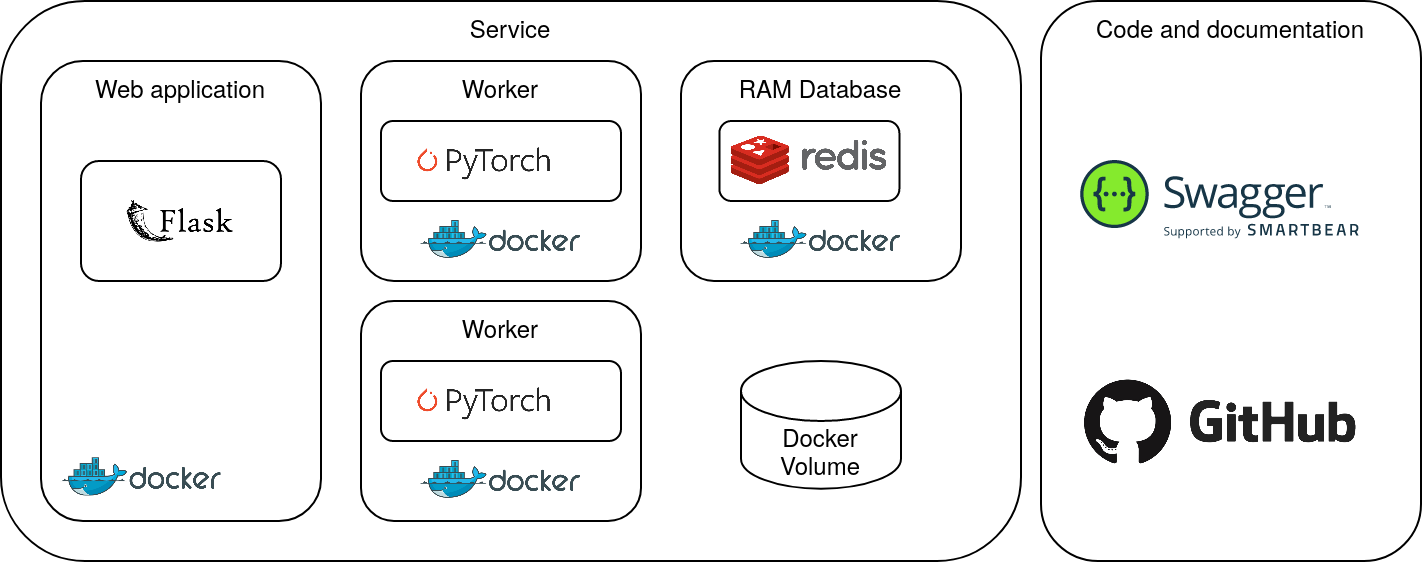 Service
Code and documentation
Web application
Worker
RAM Database
PyTorch
redis
Flask
docker
docker
Swagger™
Supported by SMARTBEAR
Worker
PyTorch
docker
docker
Docker
Volume
GitHub